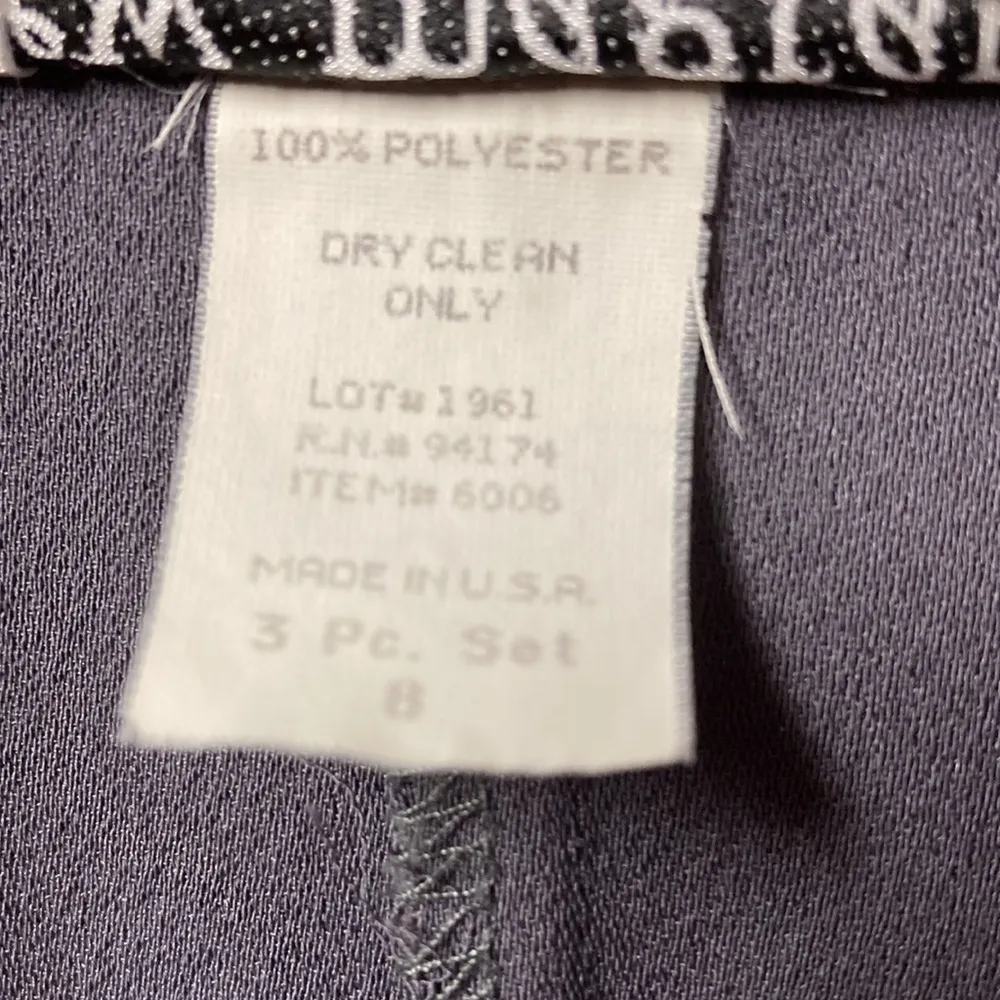 100% POLYESTER
DRY CLEAN
ONLY
LOT# 1961
R.N.# 94174
ITEM# 6006
MADE IN U.S.A.
3 Pc. Set
8